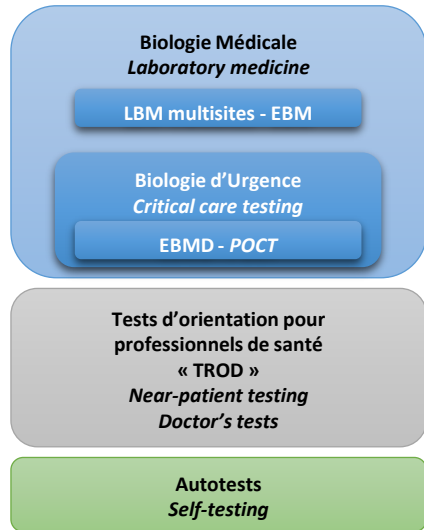 Biologie Médicale
Laboratory medicine
LBM multisites - EBM
Biologie d’Urgence
Critical care testing
EBMD - POCT
Tests d’orientation pour
professionnels de santé
« TROD »
Near-patient testing
Doctor’s tests
Autotests
Self-testing